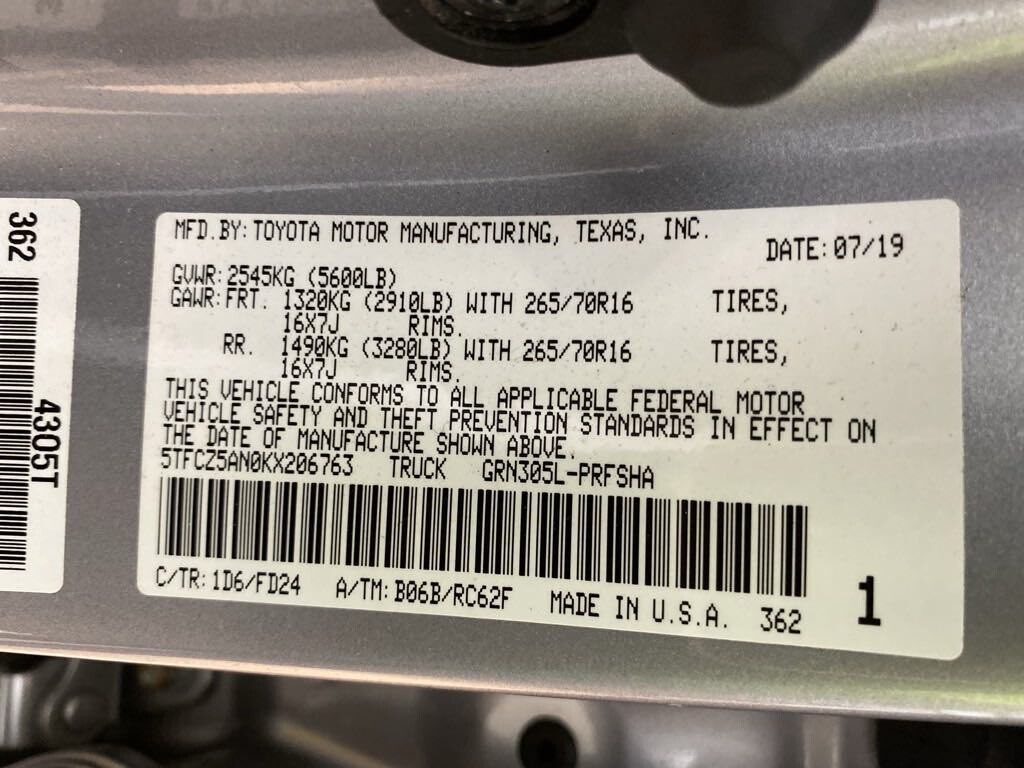 362
4305T
MFD.BY:TOYOTA MOTOR MANUFACTURING, TEXAS, INC.
DATE:07/19
GVWR:2545KG (5600LB)
GAWR:FRT. 1320KG (2910LB) WITH 265/70R16 TIRES,
16X7J RIMS.
RR. 1490KG (3280LB) WITH 265/70R16 TIRES,
16X7J RIMS.
THIS VEHICLE CONFORMS TO ALL APPLICABLE FEDERAL MOTOR
VEHICLE SAFETY AND THEFT PREVENTION STANDARDS IN EFFECT ON
THE DATE OF MANUFACTURE SHOWN ABOVE.
5TFCZ5AN0KX206763 TRUCK GRN305L-PRFSHA
C/TR:1D6/FD24 A/TM:B06B/RC62F MADE IN U.S.A. 362 1